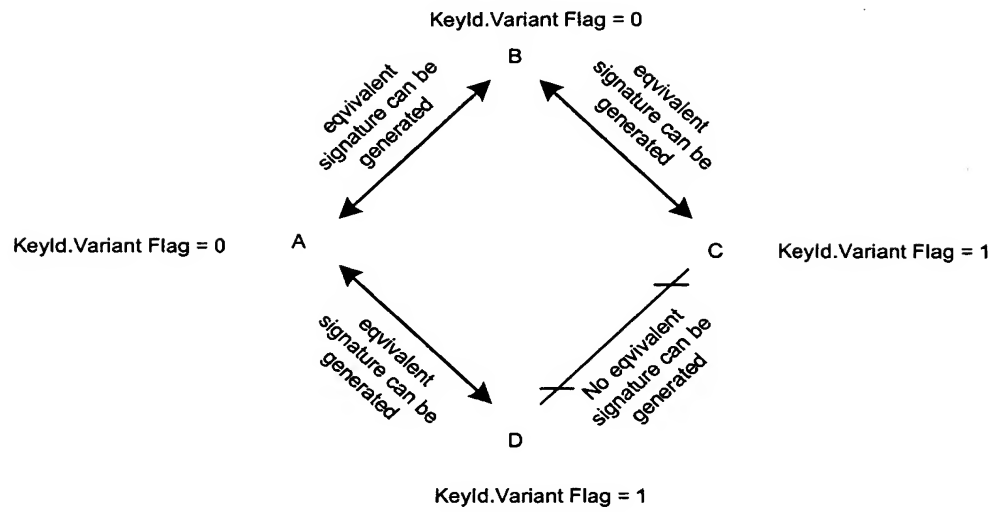 KeyId.Variant Flag = 0
B
eqvivalent
signature can be
generated
eqvivalent
signature can be
generated
KeyId.Variant Flag = 0
A
C
KeyId.Variant Flag = 1
eqvivalent
signature can be
generated
No eqvivalent
signature can be
generated
D
KeyId.Variant Flag = 1